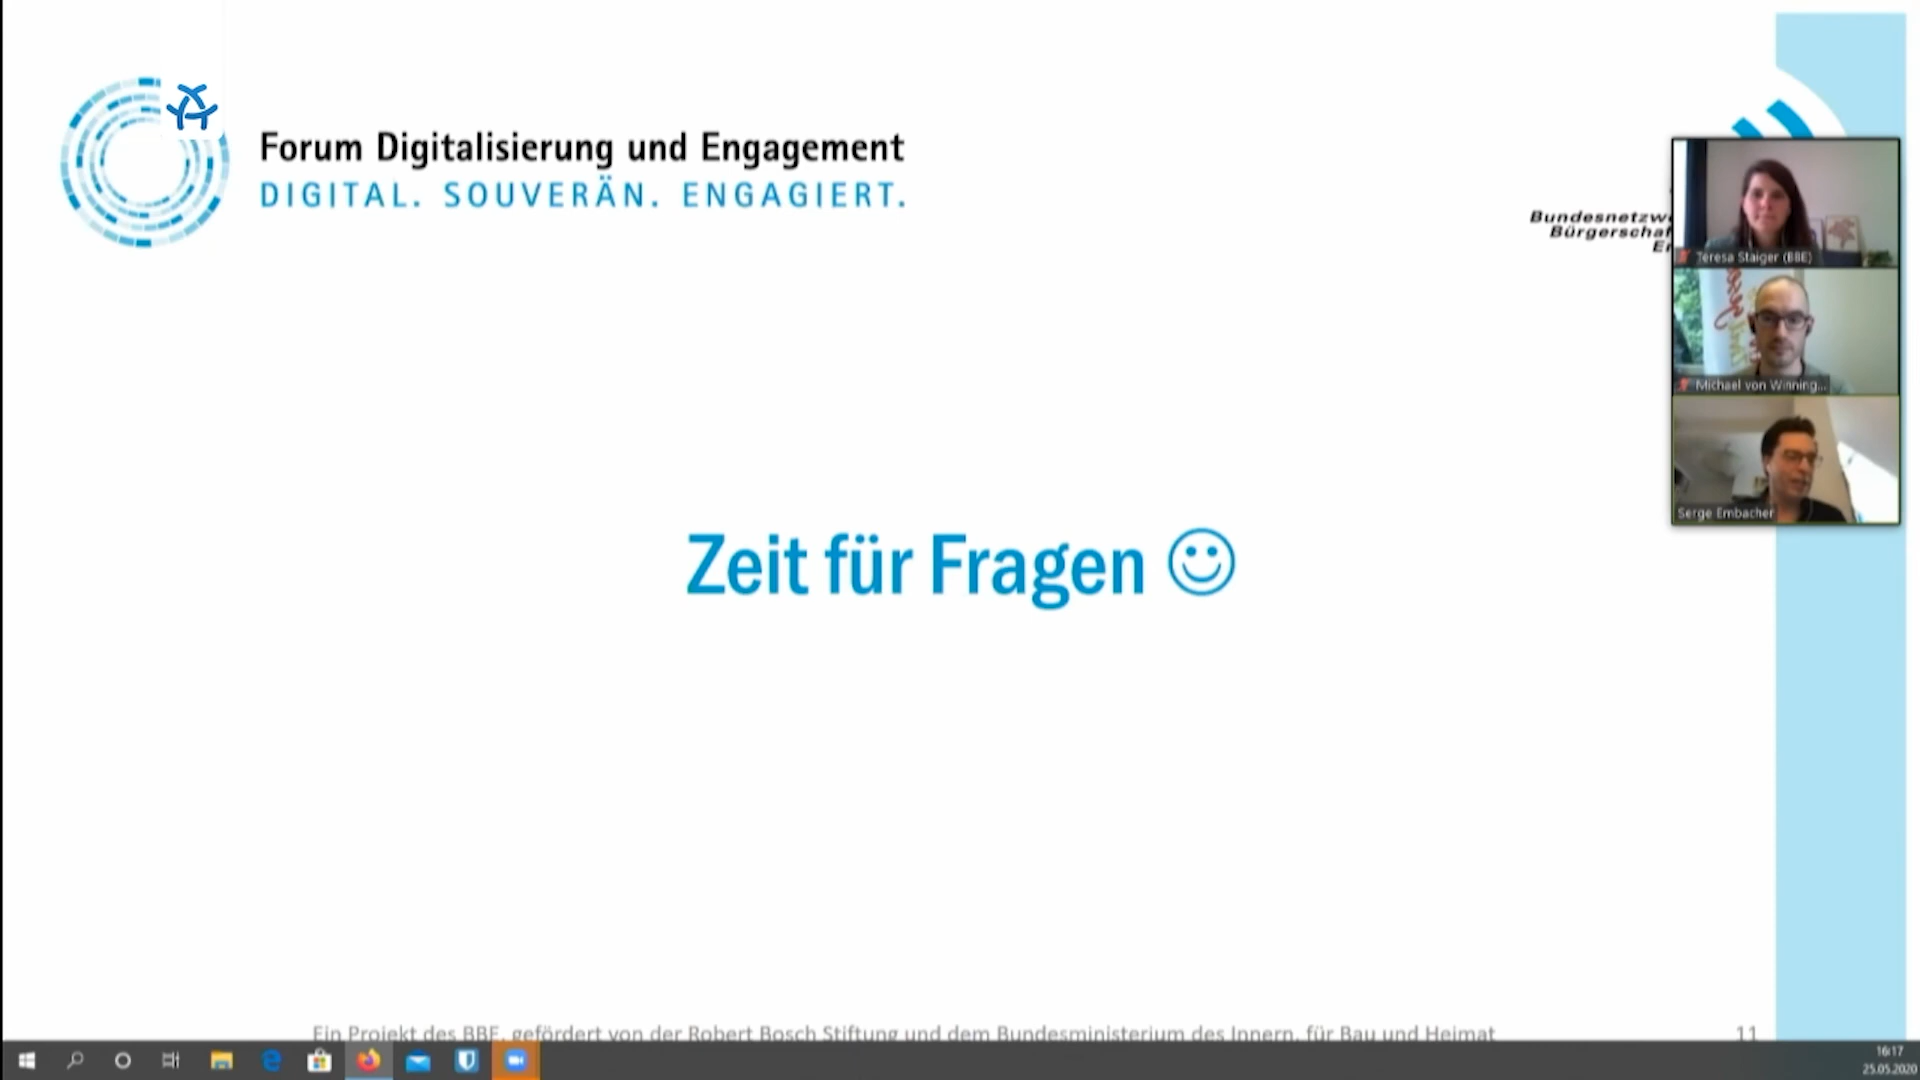 Forum Digitalisierung und Engagement
DIGITAL. SOUVERÄN. ENGAGIERT.
Bundesnetzwe
Bürgerschaf
En
Teresa Staiger (BBE)
Michael von Winning...
Serge Embacher
Zeit für Fragen
Ein Projekt des BBE, gefördert von der Robert Bosch Stiftung und dem Bundesministerium des Innern, für Bau und Heimat
11
16:17
25.05.2020